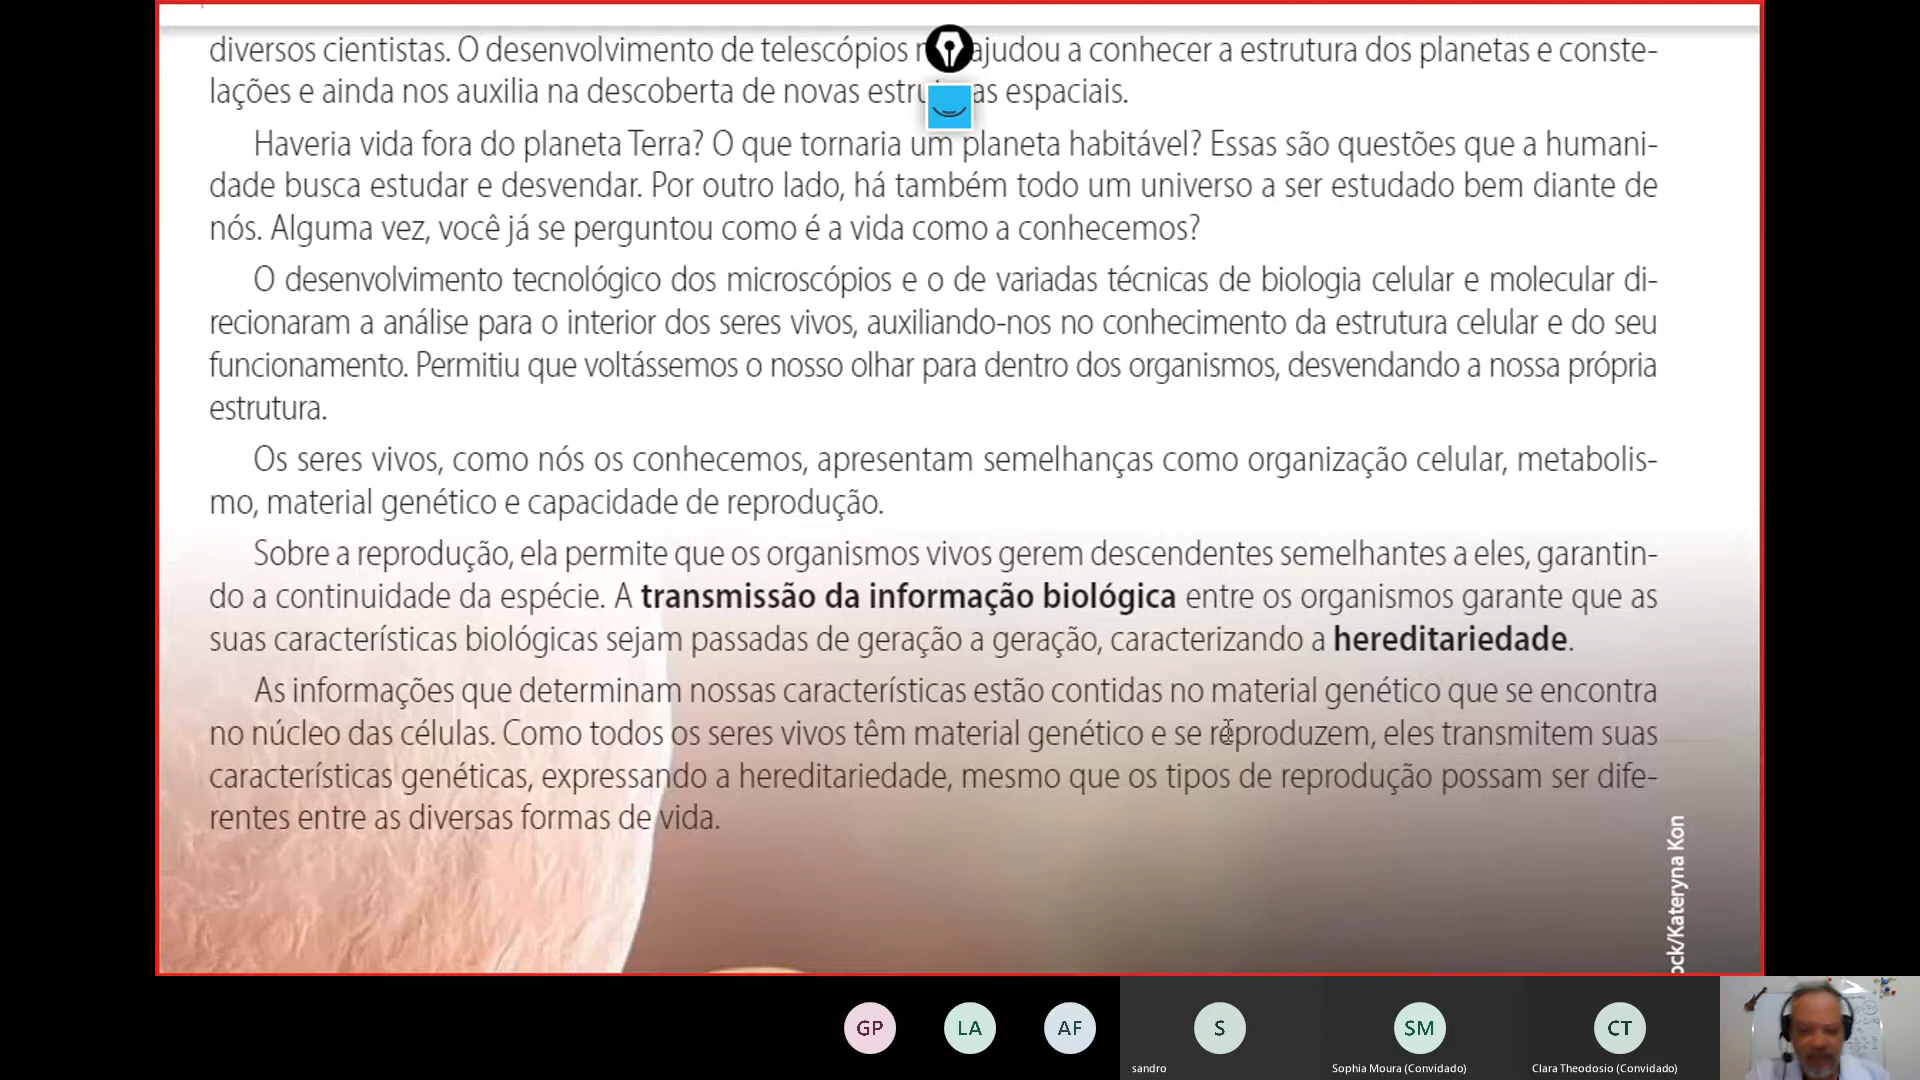 diversos cientistas. O desenvolvimento de telescópios ajudou a conhecer a estrutura dos planetas e conste-
lações e ainda nos auxilia na descoberta de novas espaciais.
Haveria vida fora do planeta Terra? O que tornaria um planeta habitável? Essas são questões que a humani-
dade busca estudar e desvendar. Por outro lado, há também todo um universo a ser estudado bem diante de
nós. Alguma vez, você já se perguntou como é a vida como a conhecemos?
O desenvolvimento tecnológico dos microscópios e o de variadas técnicas de biologia celular e molecular di-
recionaram a análise para o interior dos seres vivos, auxiliando-nos no conhecimento da estrutura celular e do seu
funcionamento. Permitiu que voltássemos o nosso olhar para dentro dos organismos, desvendando a nossa própria
estrutura.
Os seres vivos, como nós os conhecemos, apresentam semelhanças como organização celular, metabolis-
mo, material genético e capacidade de reprodução.
Sobre a reprodução, ela permite que os organismos vivos gerem descendentes semelhantes a eles, garantin-
do a continuidade da espécie. A transmissão da informação biológica entre os organismos garante que as
suas características biológicas sejam passadas de geração a geração, caracterizando a hereditariedade.
As informações que determinam nossas características estão contidas no material genético que se encontra
no núcleo das células. Como todos os seres vivos têm material genético e se reproduzem, eles transmitem suas
características genéticas, expressando a hereditariedade, mesmo que os tipos de reprodução possam ser dife-
rentes entre as diversas formas de vida.
ock/Kateryna Kon
GP LA AF S SM CT
sandro Sophia Moura (Convidado) Clara Theodosio (Convidado)